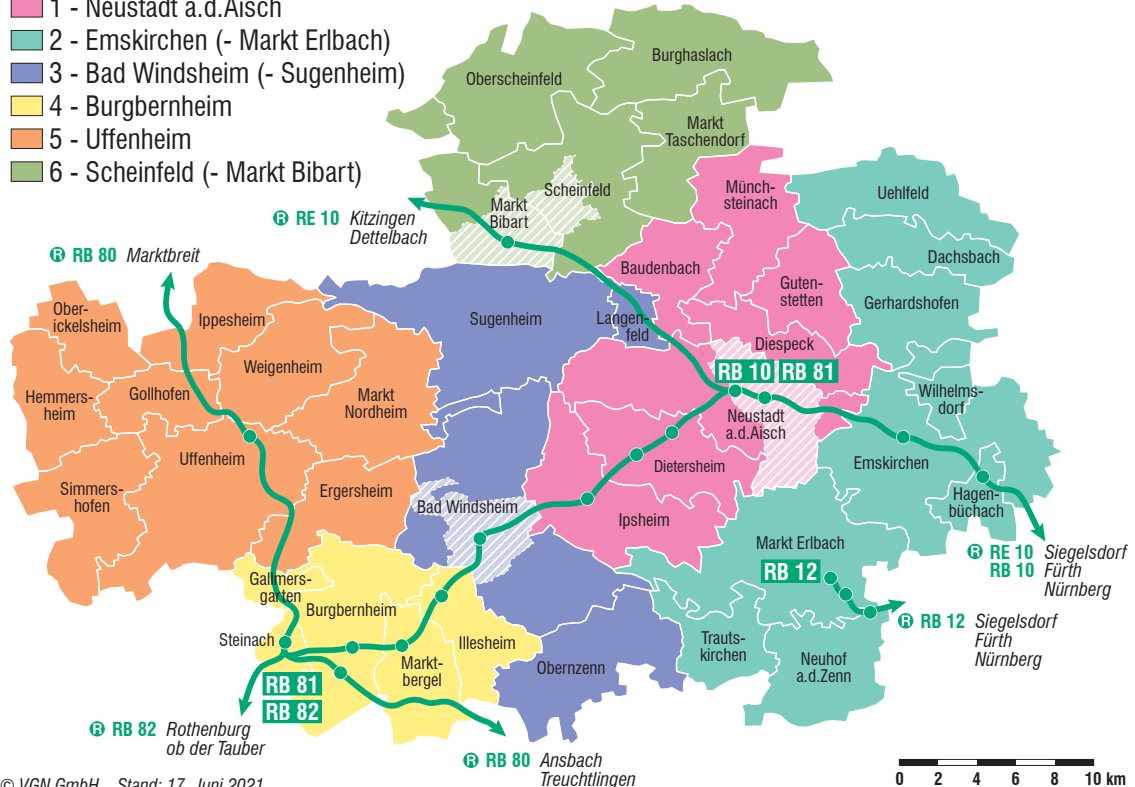 1 - Neustadt a.d.Aisch
2 - Emskirchen (- Markt Erlbach)
3 - Bad Windsheim (- Sugenheim)
4 - Burgbernheim
5 - Uffenheim
6 - Scheinfeld (- Markt Bibart)
Burghaslach
Oberscheinfeld
Markt
Taschendorf
Scheinfeld
Markt
Bibart
Münch-
steinach
Uehlfeld
R RE 10 Kitzingen
Dettelbach
R RB 80 Marktbreit
Dachsbach
Baudenbach
Guten-
stetten
Gerhardshofen
Ober-
ickelsheim
Ippesheim
Sugenheim
Langen-
feld
Diespeck
Weigenheim
RB 10 RB 81
Gollhofen
Hemmers-
heim
Markt
Nordheim
Wilhelms-
dorf
Neustadt
a.d.Aisch
Uffenheim
Dietersheim
Emskirchen
Simmers-
hofen
Ergersheim
Bad Windsheim
Hagen-
büchach
Ipsheim
Markt Erlbach
RB 12
R RE 10 Siegelsdorf
RB 10 Fürth
Nürnberg
Gallmers-
garten
Burgbernheim
R RB 12 Siegelsdorf
Fürth
Nürnberg
Steinach
Illesheim
Markt-
bergel
Obernzenn
Trauts-
kirchen
Neuhof
a.d.Zenn
RB 81
RB 82
R RB 82 Rothenburg
ob der Tauber
R RB 80 Ansbach
Treuchtlingen
© VGN GmbH Stand: 17. Juni 2021
0 2 4 6 8 10 km